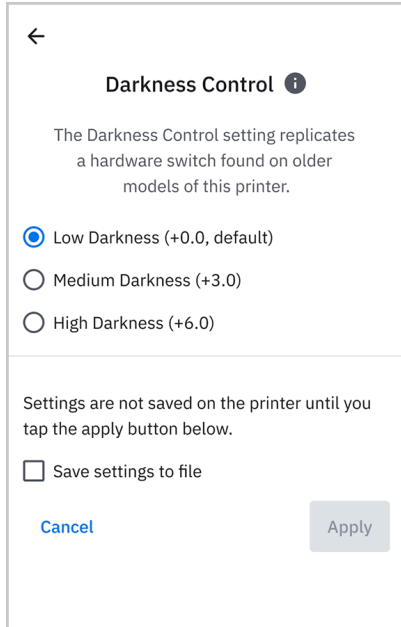 Darkness Control
The Darkness Control setting replicates
a hardware switch found on older
models of this printer.
Low Darkness (+0.0, default)
Medium Darkness (+3.0)
High Darkness (+6.0)
Settings are not saved on the printer until you
tap the apply button below.
Save settings to file
Cancel
Apply